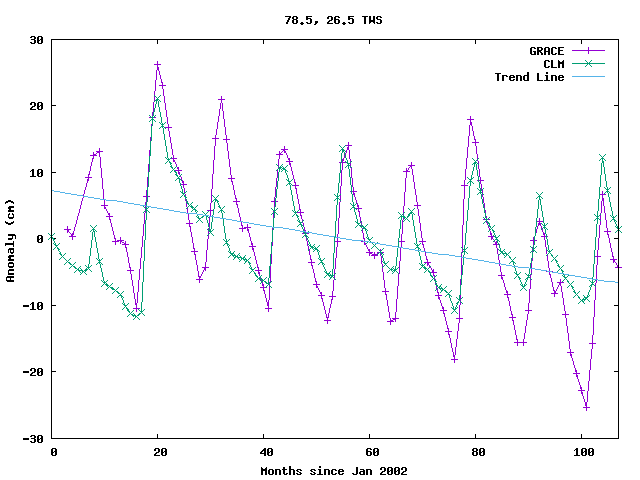 78.5, 26.5 TWS
GRACE
CLM
Trend Line
30
20
10
0
-10
-20
-30
Anomaly (cm)
0 20 40 60 80 100
Months since Jan 2002